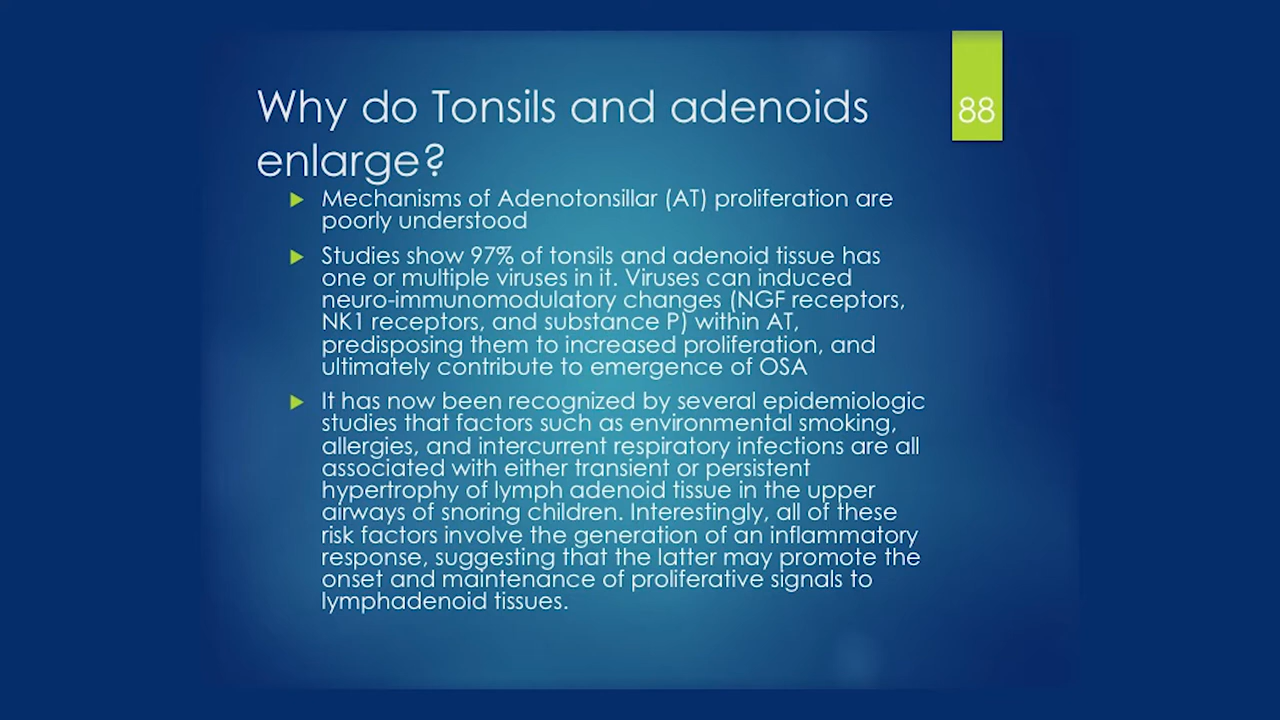 Why do Tonsils and adenoids
enlarge?
88
Mechanisms of Adenotonsillar (AT) proliferation are
poorly understood
Studies show 97% of tonsils and adenoid tissue has
one or multiple viruses in it. Viruses can induced
neuro-immunomodulatory changes (NGF receptors,
NK1 receptors, and substance P) within AT,
predisposing them to increased proliferation, and
ultimately contribute to emergence of OSA
It has now been recognized by several epidemiologic
studies that factors such as environmental smoking,
allergies, and intercurrent respiratory infections are all
associated with either transient or persistent
hypertrophy of lymph adenoid tissue in the upper
airways of snoring children. Interestingly, all of these
risk factors involve the generation of an inflammatory
response, suggesting that the latter may promote the
onset and maintenance of proliferative signals to
lymphadenoid tissues.